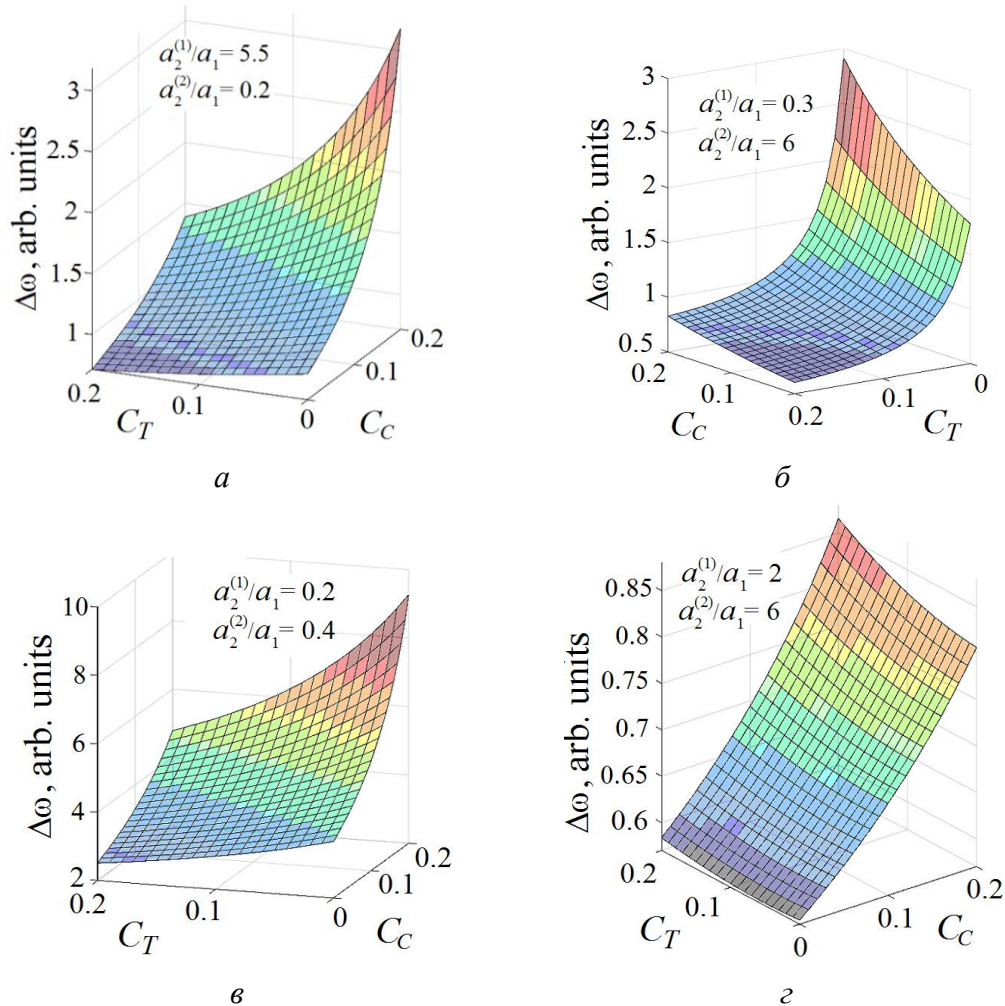 a₂⁽¹⁾/a₁= 5.5
a₂⁽²⁾/a₁= 0.2
Δω, arb. units
3
2.5
2
1.5
1
0.2
0.1
0
C_T
0.2
0.1
C_C
а
a₂⁽¹⁾/a₁= 0.3
a₂⁽²⁾/a₁= 6
Δω, arb. units
3
2.5
2
1.5
1
0.5
0.2
0.1
0.2
C_C
0.1
0
C_T
б
a₂⁽¹⁾/a₁= 0.2
a₂⁽²⁾/a₁= 0.4
Δω, arb. units
10
8
6
4
2
0.2
0.1
0
C_T
0.2
0.1
C_C
в
a₂⁽¹⁾/a₁= 2
a₂⁽²⁾/a₁= 6
Δω, arb. units
0.85
0.8
0.75
0.7
0.65
0.6
0.2
0.1
0
C_T
0.2
0.1
C_C
г